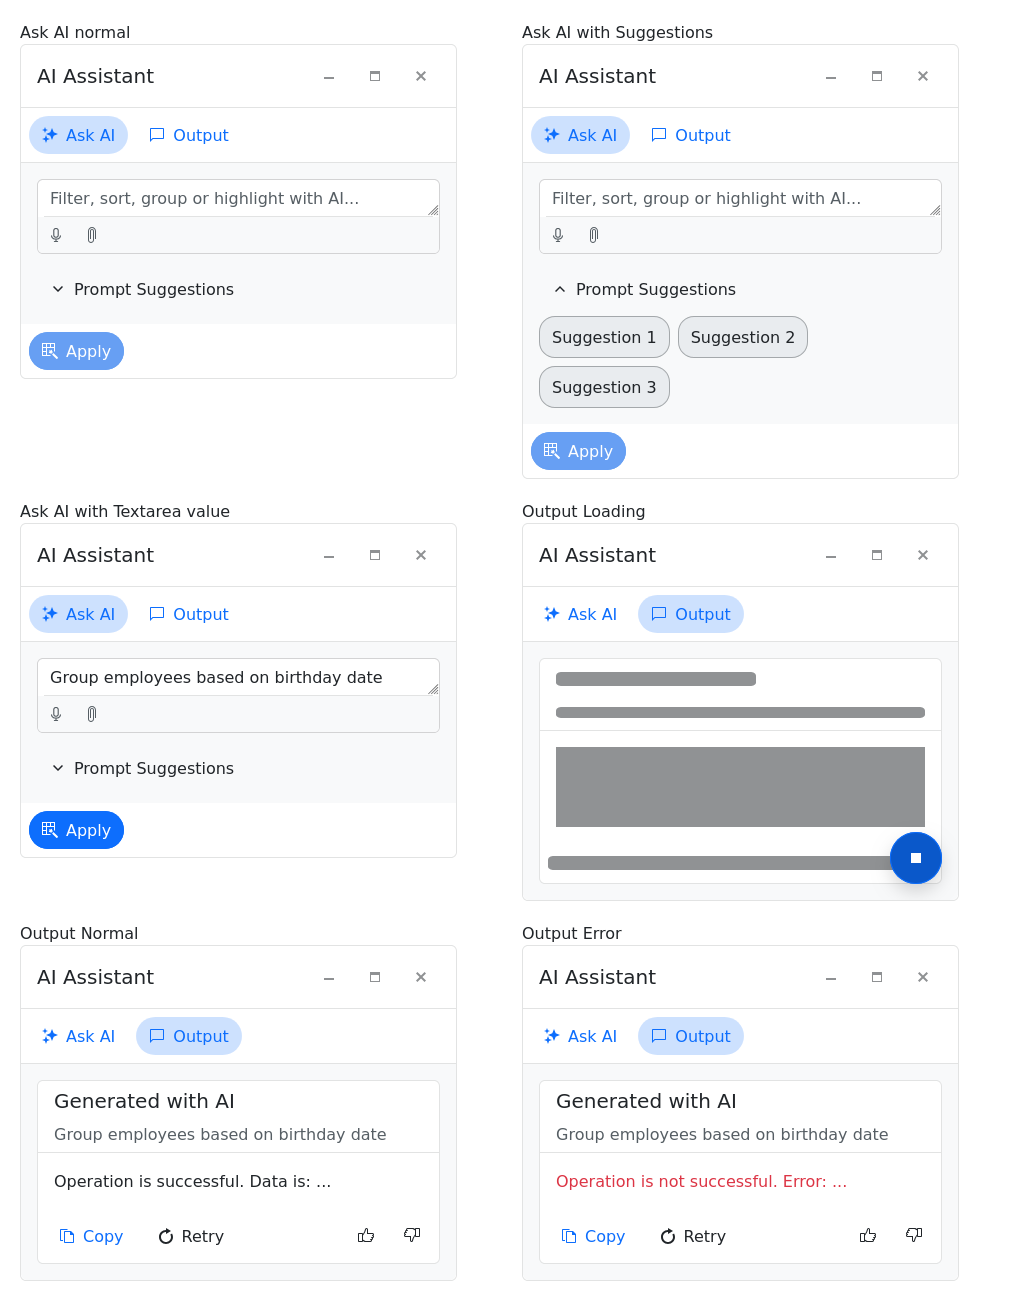 Ask AI normal
AI Assistant
Ask AI
Output
Filter, sort, group or highlight with AI...
Prompt Suggestions
Apply
Ask AI with Suggestions
AI Assistant
Ask AI
Output
Filter, sort, group or highlight with AI...
Prompt Suggestions
Suggestion 1
Suggestion 2
Suggestion 3
Apply
Ask AI with Textarea value
AI Assistant
Ask AI
Output
Group employees based on birthday date
Prompt Suggestions
Apply
Output Loading
AI Assistant
Ask AI
Output
Output Normal
AI Assistant
Ask AI
Output
Generated with AI
Group employees based on birthday date
Operation is successful. Data is: ...
Copy
Retry
Output Error
AI Assistant
Ask AI
Output
Generated with AI
Group employees based on birthday date
Operation is not successful. Error: ...
Copy
Retry